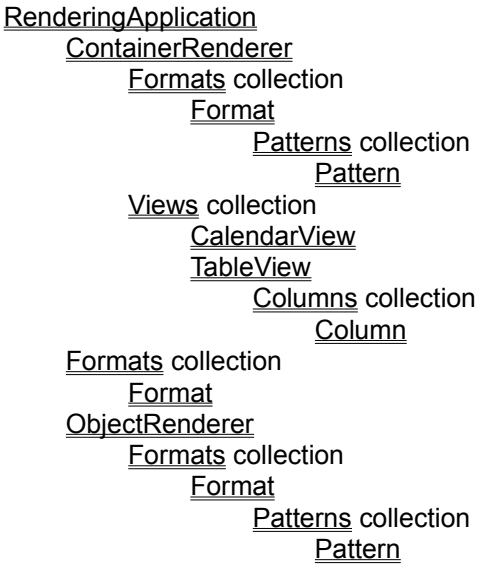 RenderingApplication
ContainerRenderer
Formats collection
Format
Patterns collection
Pattern
Views collection
CalendarView
TableView
Columns collection
Column
Formats collection
Format
ObjectRenderer
Formats collection
Format
Patterns collection
Pattern